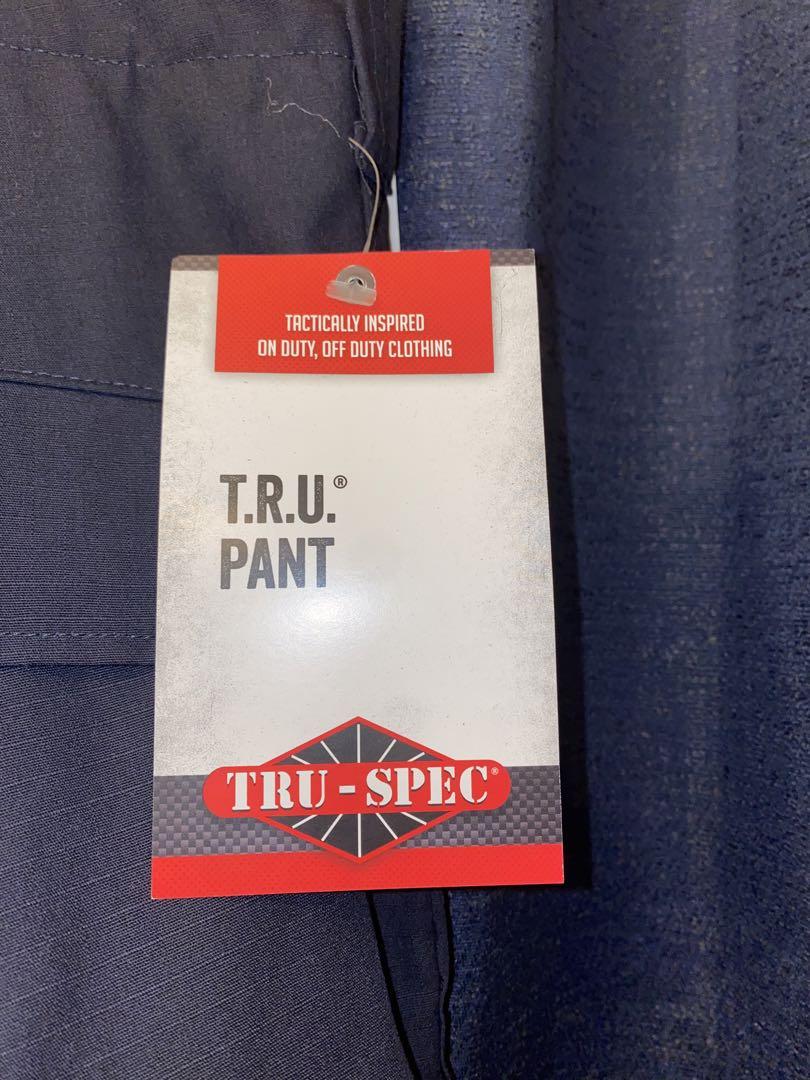 TACTICALLY INSPIRED
ON DUTY, OFF DUTY CLOTHING
T.R.U.®
PANT
TRU-SPEC®